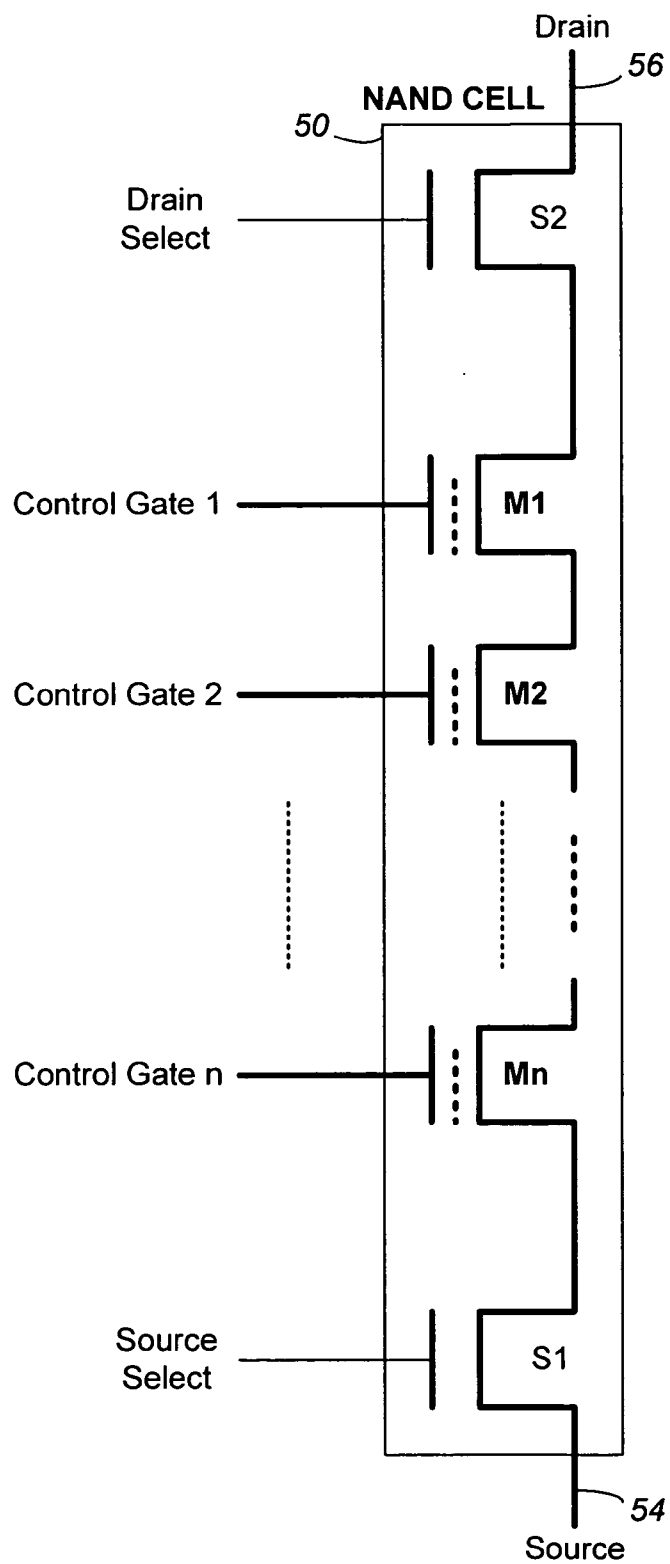 Drain
56
NAND CELL
50
Drain
Select
S2
Control Gate 1
M1
Control Gate 2
M2
Control Gate n
Mn
Source
Select
S1
54
Source